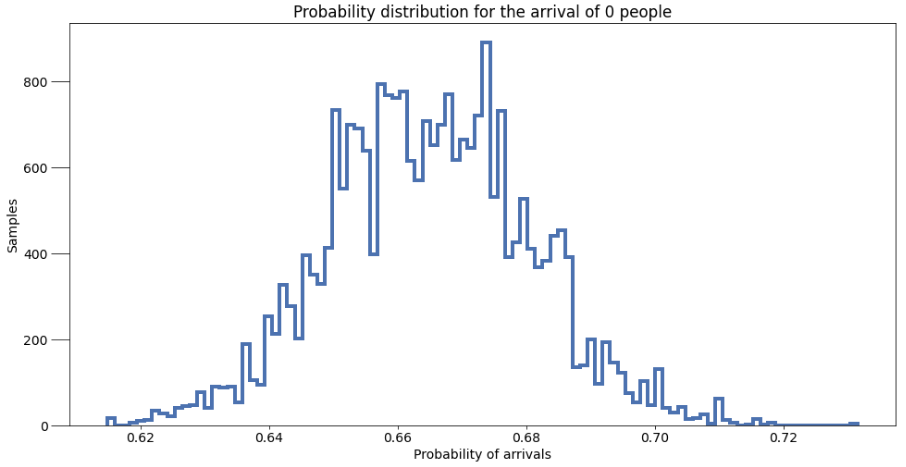 Probability distribution for the arrival of 0 people
800
600
400
200
0
Samples
0.62 0.64 0.66 0.68 0.70 0.72
Probability of arrivals